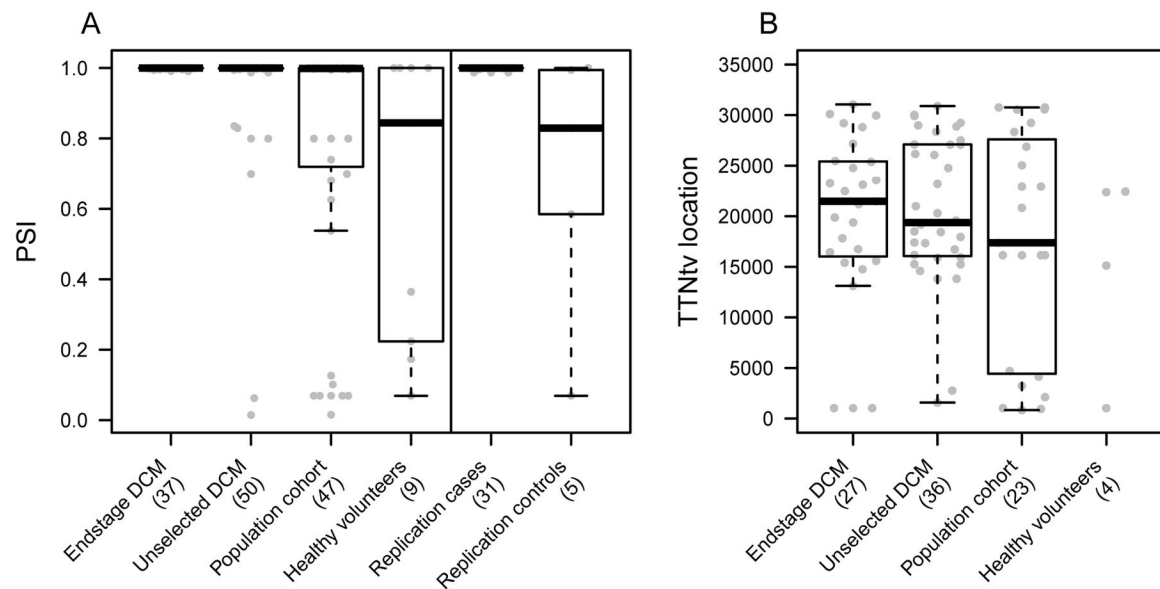 A
PSI
1.0
0.8
0.6
0.4
0.2
0.0
Endstage DCM
(37)
Unselected DCM
(50)
Population cohort
(47)
Healthy volunteers
(9)
Replication cases
(31)
Replication controls
(5)
B
TTNtv location
35000
30000
25000
20000
15000
10000
5000
0
Endstage DCM
(27)
Unselected DCM
(36)
Population cohort
(23)
Healthy volunteers
(4)